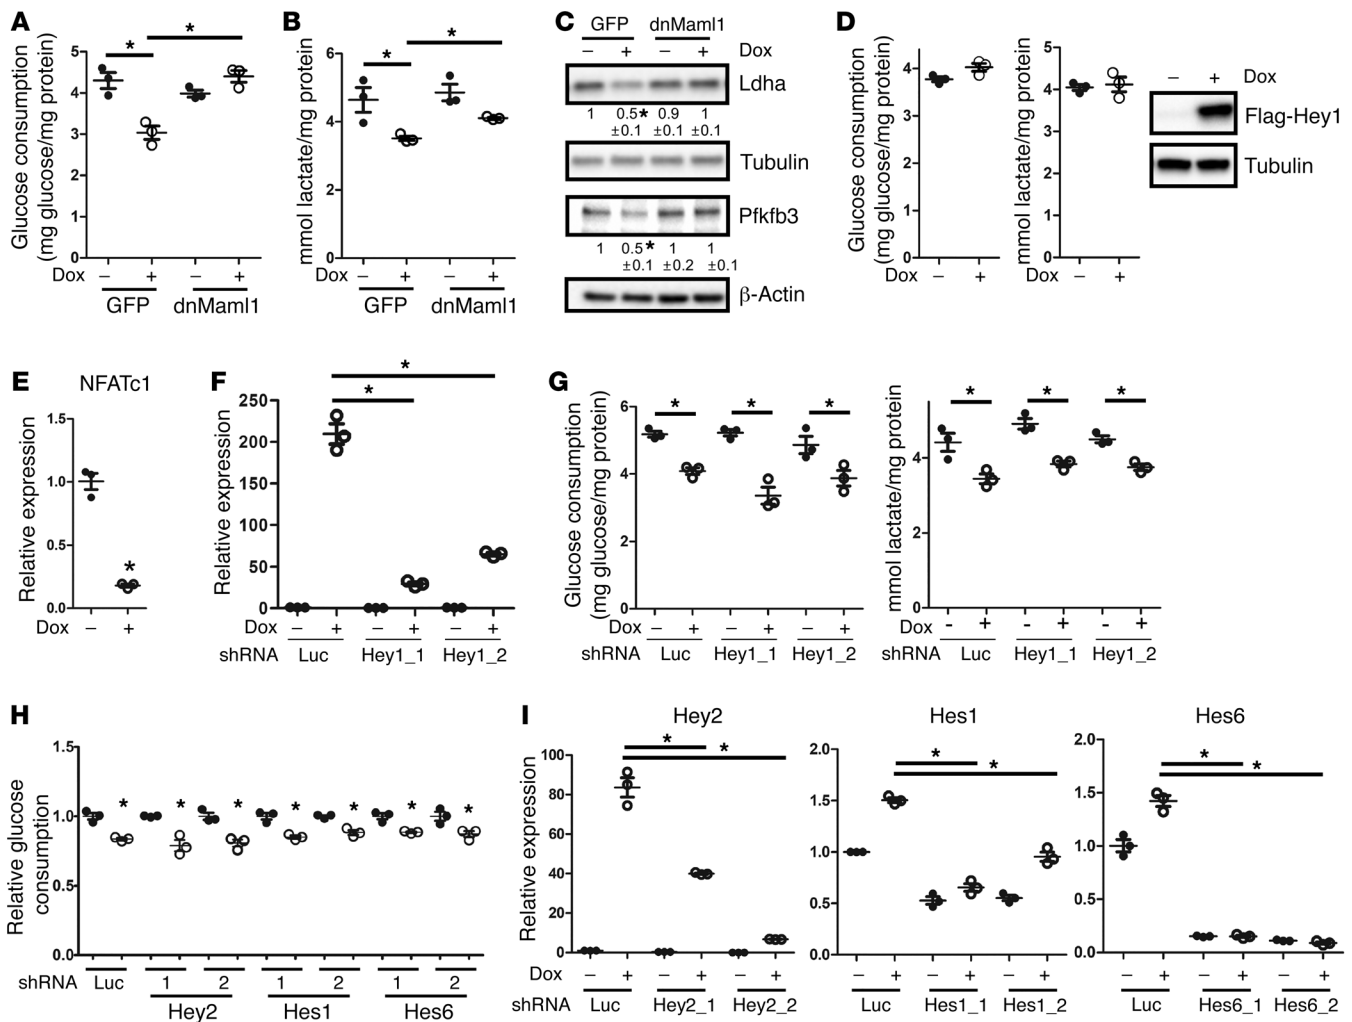 A
Glucose consumption
(mg glucose/mg protein)
5
4
3
2
1
0
*
*
Dox – + – +
GFP dnMaml1
B
mmol lactate/mg protein
6
4
2
0
*
*
Dox – + – +
GFP dnMaml1
C
GFP dnMaml1
– + – + Dox
Ldha
1 0.5* 0.9 1
±0.1 ±0.1 ±0.1
Tubulin
Pfkfb3
1 0.5* 1 1
±0.1 ±0.2 ±0.1
β-Actin
D
Glucose consumption
(mg glucose/mg protein)
4
3
2
1
0
Dox – +
mmol lactate/mg protein
5
4
3
2
1
0
Dox – +
– + Dox
Flag-Hey1
Tubulin
E
NFATc1
Relative expression
1.5
1.0
0.5
0.0
*
Dox – +
F
Relative expression
250
200
150
100
50
0
*
*
Dox – + – + – +
shRNA Luc Hey1_1 Hey1_2
G
Glucose consumption
(mg glucose/mg protein)
6
4
2
0
* * *
Dox – + – + – +
shRNA Luc Hey1_1 Hey1_2
mmol lactate/mg protein
4
2
0
* * *
Dox - + - + - +
shRNA Luc Hey1_1 Hey1_2
H
Relative glucose
consumption
1.5
1.0
0.5
0.0
* * * * * * *
shRNA Luc 1 2 1 2 1 2
Hey2 Hes1 Hes6
I
Hey2
Relative expression
100
80
60
40
20
0
*
*
Dox – + – + – +
shRNA Luc Hey2_1 Hey2_2
Hes1
2.0
1.5
1.0
0.5
0.0
*
*
– + – + – +
Luc Hes1_1 Hes1_2
Hes6
2.0
1.5
1.0
0.5
0.0
*
*
– + – + – +
Luc Hes6_1 Hes6_2